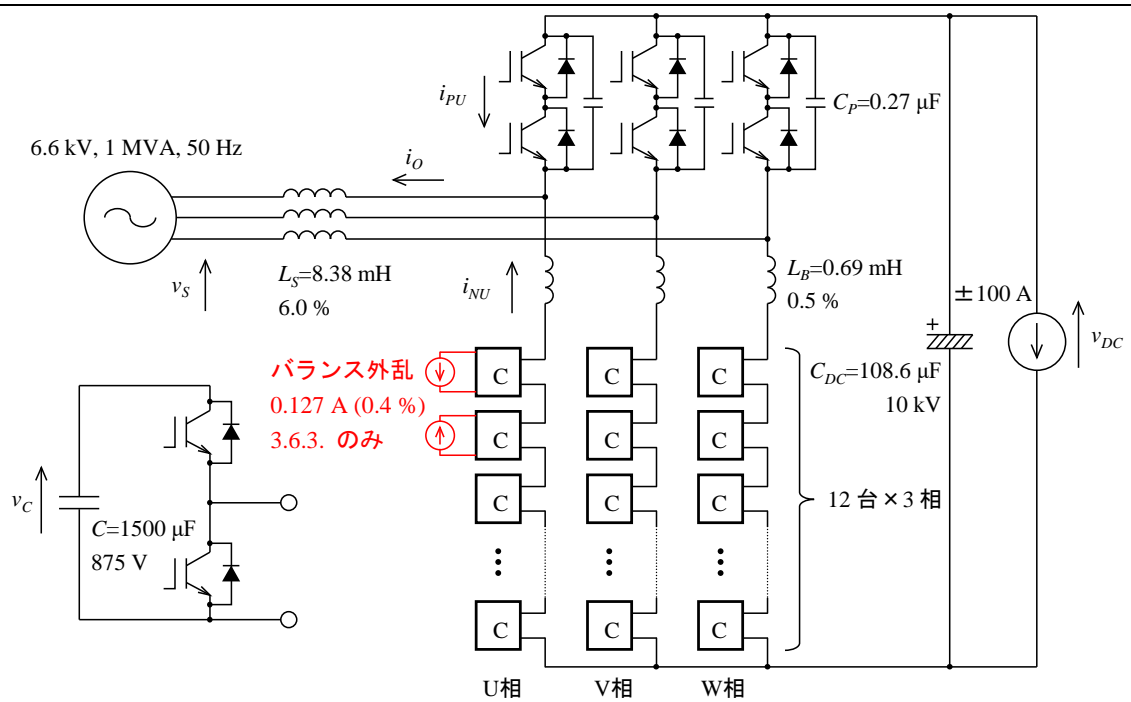 i_PU
C_P=0.27 μF
6.6 kV, 1 MVA, 50 Hz
i_O
v_S
L_S=8.38 mH
6.0 %
i_NU
L_B=0.69 mH
0.5 %
±100 A
+
v_DC
バランス外乱
0.127 A (0.4 %)
3.6.3. のみ
C C C
C C C
C C C
C C C
C_DC=108.6 μF
10 kV
12 台×3 相
v_C
C=1500 μF
875 V
U相 V相 W相